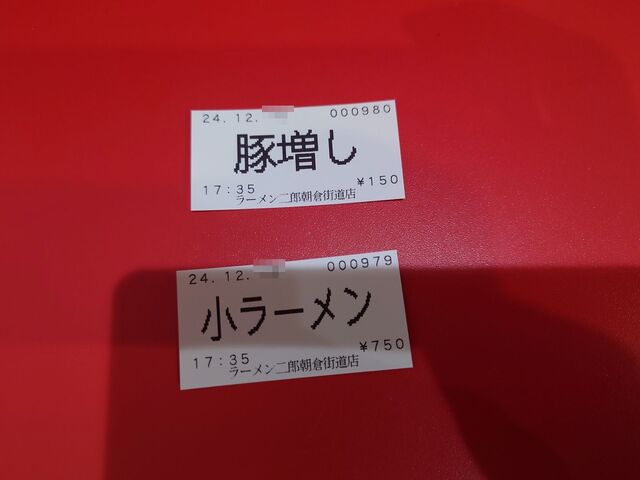 24.12. 000980
豚増し
17:35 ¥150
ラーメン二郎朝倉街道店
24.12. 000979
小ラーメン
17:35 ¥750
ラーメン二郎朝倉街道店